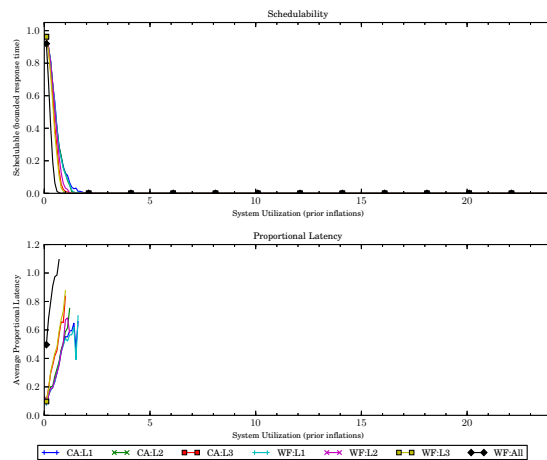 Schedulability
Schedulable (bounded response time)
1.0
0.8
0.6
0.4
0.2
0.0
0
5
10
15
20
System Utilization (prior inflations)
Proportional Latency
Average Proportional Latency
1.2
1.0
0.8
0.6
0.4
0.2
0.0
0
5
10
15
20
System Utilization (prior inflations)
CA:L1
CA:L2
CA:L3
WF:L1
WF:L2
WF:L3
WF:All